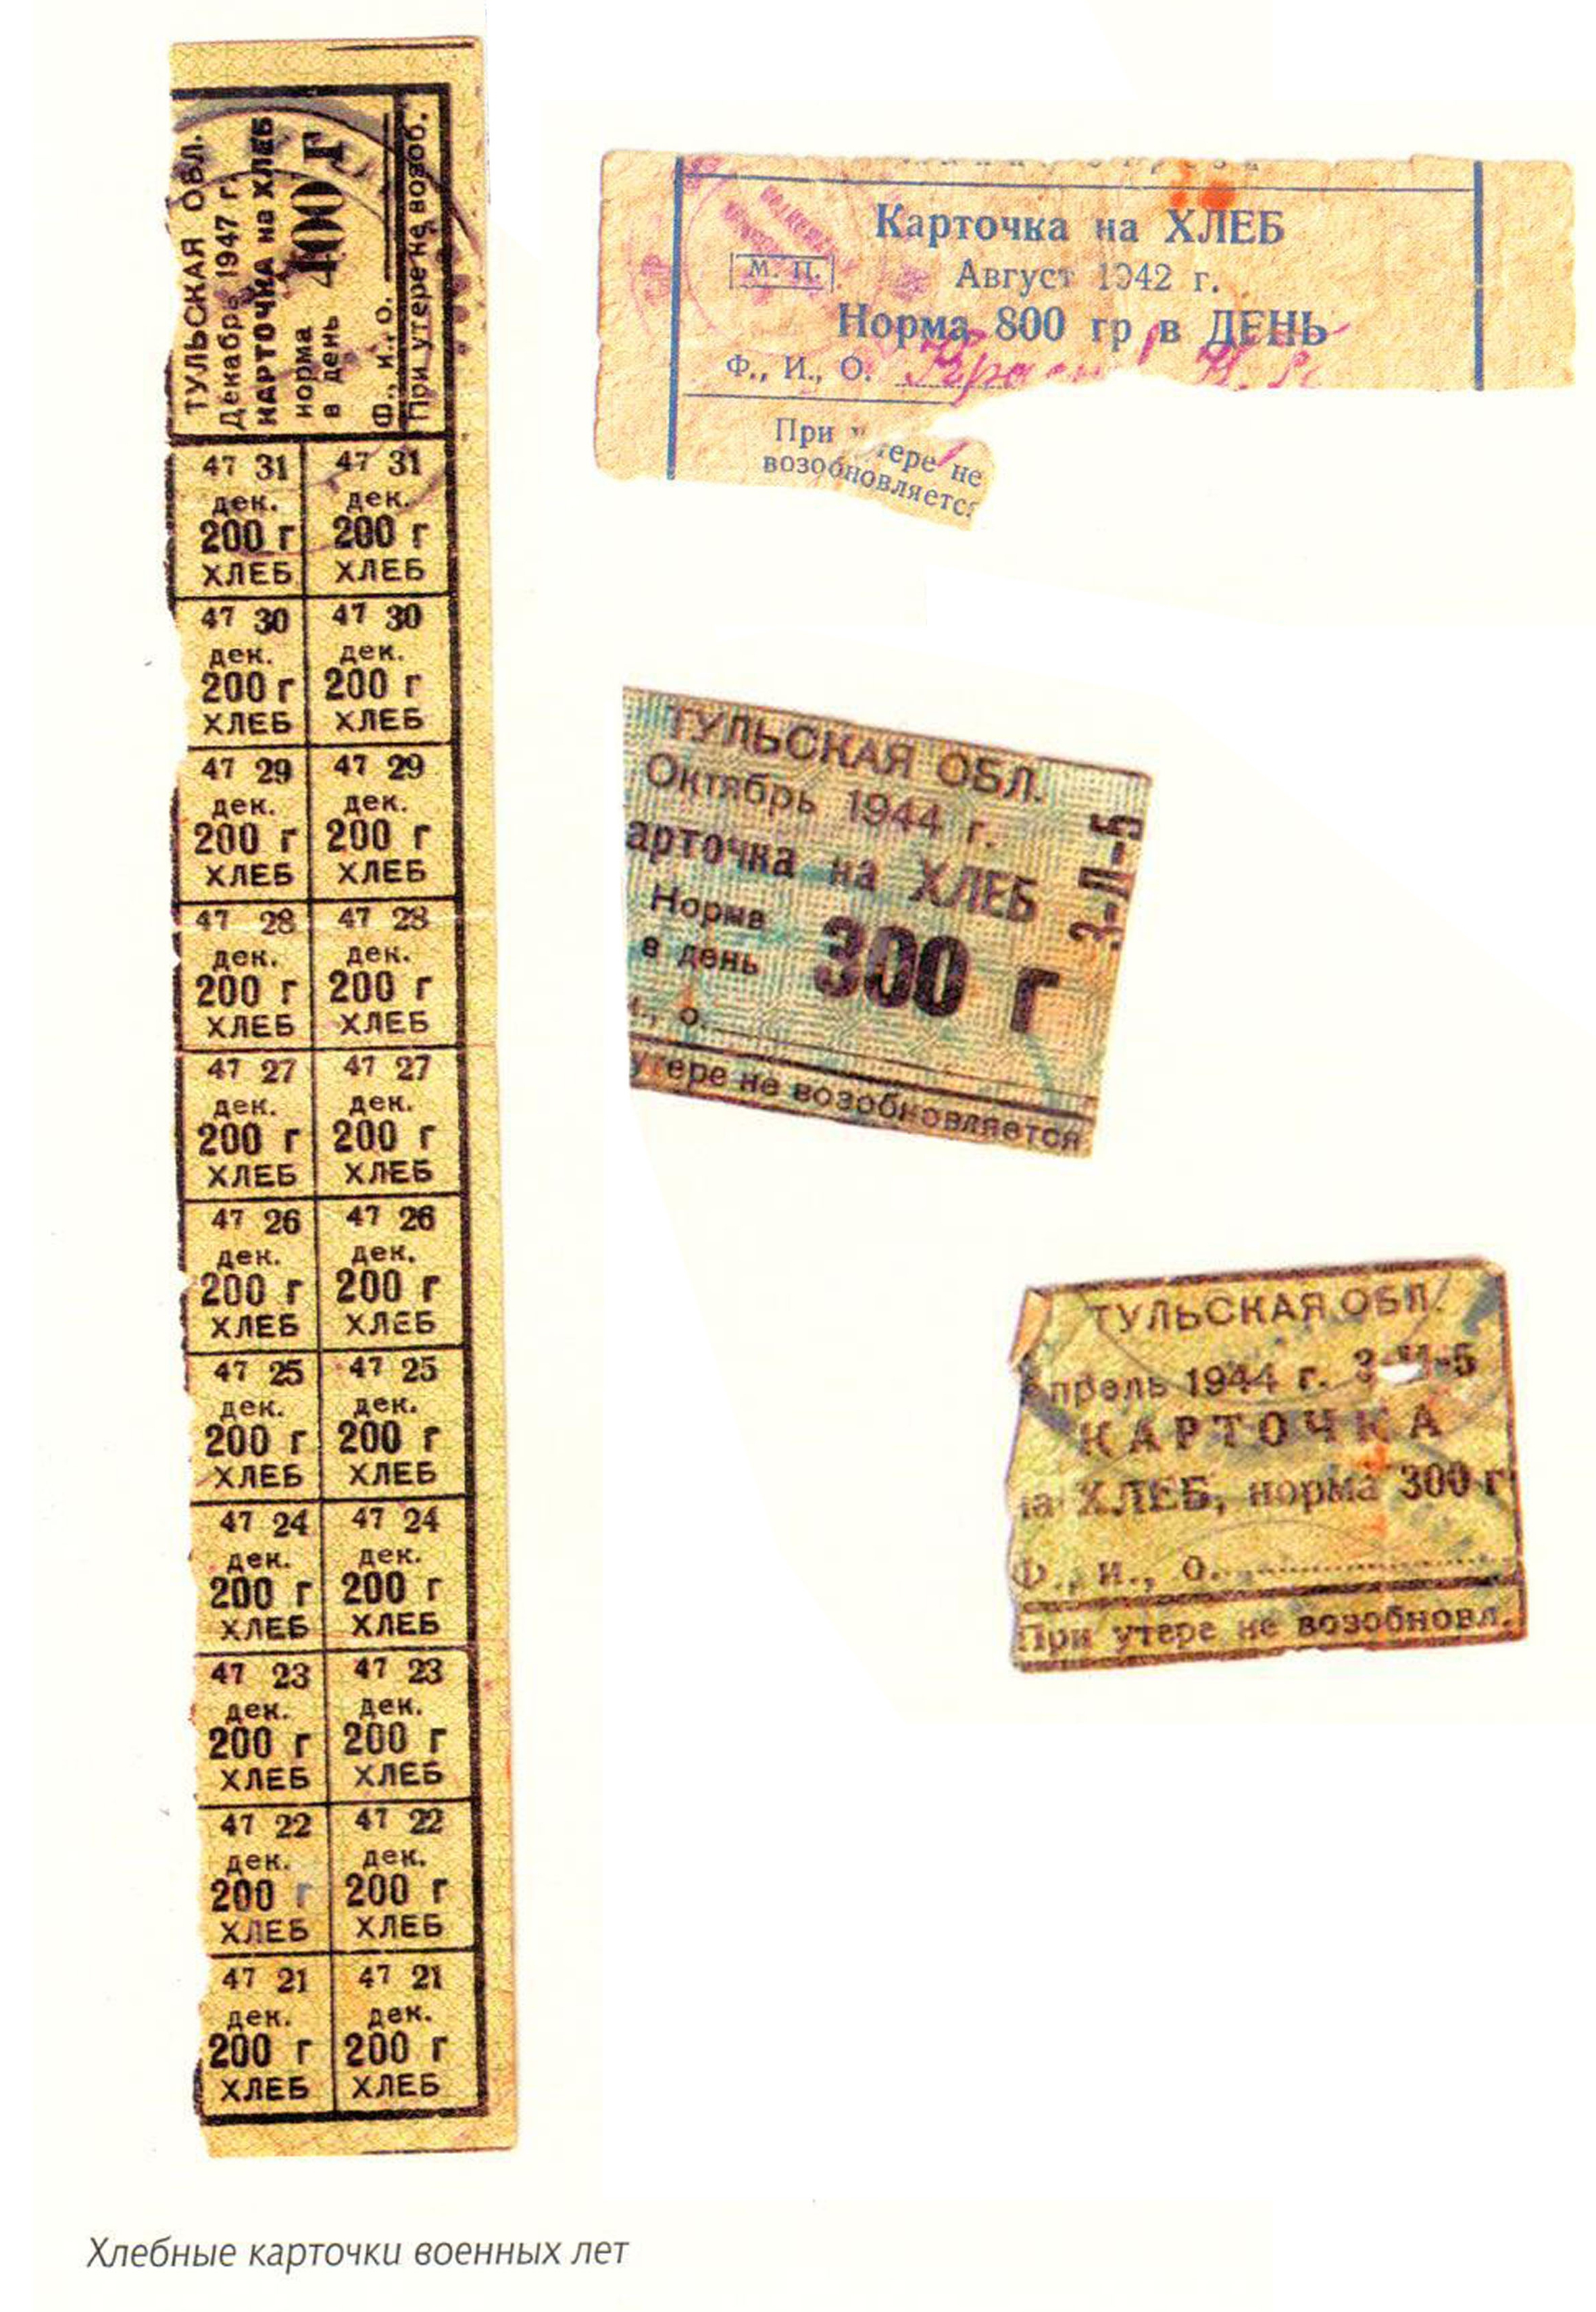 ТУЛЬСКАЯ ОБЛ.
Декабрь 1947 г.
КАРТОЧКА на ХЛЕБ
норма
в день 400 г
Ф., и., о.
При утере не возоб.
47 31 47 31
дек. дек.
200 г 200 г
ХЛЕБ ХЛЕБ
47 30 47 30
дек. дек.
200 г 200 г
ХЛЕБ ХЛЕБ
47 29 47 29
дек. дек.
200 г 200 г
ХЛЕБ ХЛЕБ
47 28 47 28
дек. дек.
200 г 200 г
ХЛЕБ ХЛЕБ
47 27 47 27
дек. дек.
200 г 200 г
ХЛЕБ ХЛЕБ
47 26 47 26
дек. дек.
200 г 200 г
ХЛЕБ ХЛЕБ
47 25 47 25
дек. дек.
200 г 200 г
ХЛЕБ ХЛЕБ
47 24 47 24
дек. дек.
200 г 200 г
ХЛЕБ ХЛЕБ
47 23 47 23
дек. дек.
200 г 200 г
ХЛЕБ ХЛЕБ
47 22 47 22
дек. дек.
200 г 200 г
ХЛЕБ ХЛЕБ
47 21 47 21
дек. дек.
200 г 200 г
ХЛЕБ ХЛЕБ
Карточка на ХЛЕБ
М. П. Август 1942 г.
Норма 800 гр в ДЕНЬ
Ф., И., О.
При утере не
возобновляется
ТУЛЬСКАЯ ОБЛ.
Октябрь 1944 г.
арточка на ХЛЕБ
Норма
в день 300 г
о.
утере не возобновляется
З-Л-5
ТУЛЬСКАЯ ОБЛ.
прель 1944 г.
КАРТОЧКА
на ХЛЕБ, норма 300 г
Ф., и., о.
При утере не возобновл.
Хлебные карточки военных лет